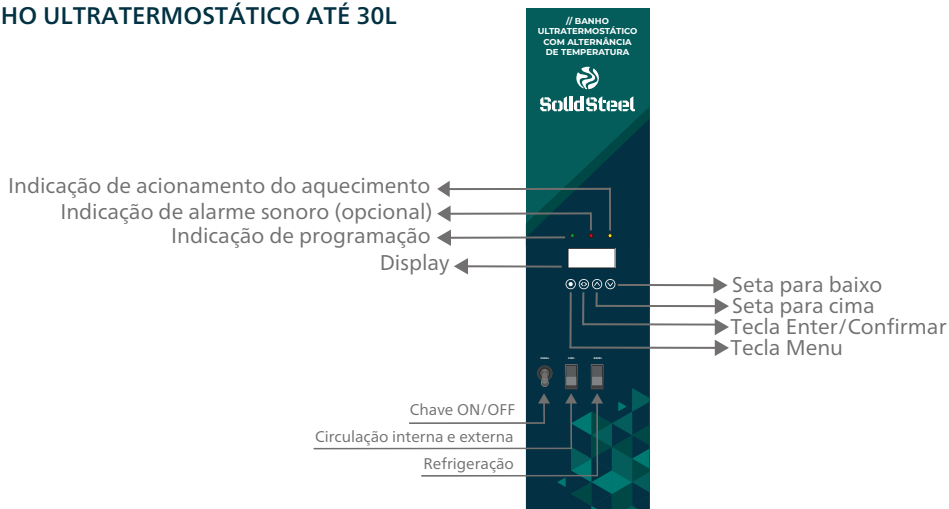 HO ULTRATERMOSTÁTICO ATÉ 30L
// BANHO
ULTRATERMOSTÁTICO
COM ALTERNÂNCIA
DE TEMPERATURA
SolidSteel
Indicação de acionamento do aquecimento
Indicação de alarme sonoro (opcional)
Indicação de programação
Display
Seta para baixo
Seta para cima
Tecla Enter/Confirmar
Tecla Menu
Chave ON/OFF
Circulação interna e externa
Refrigeração